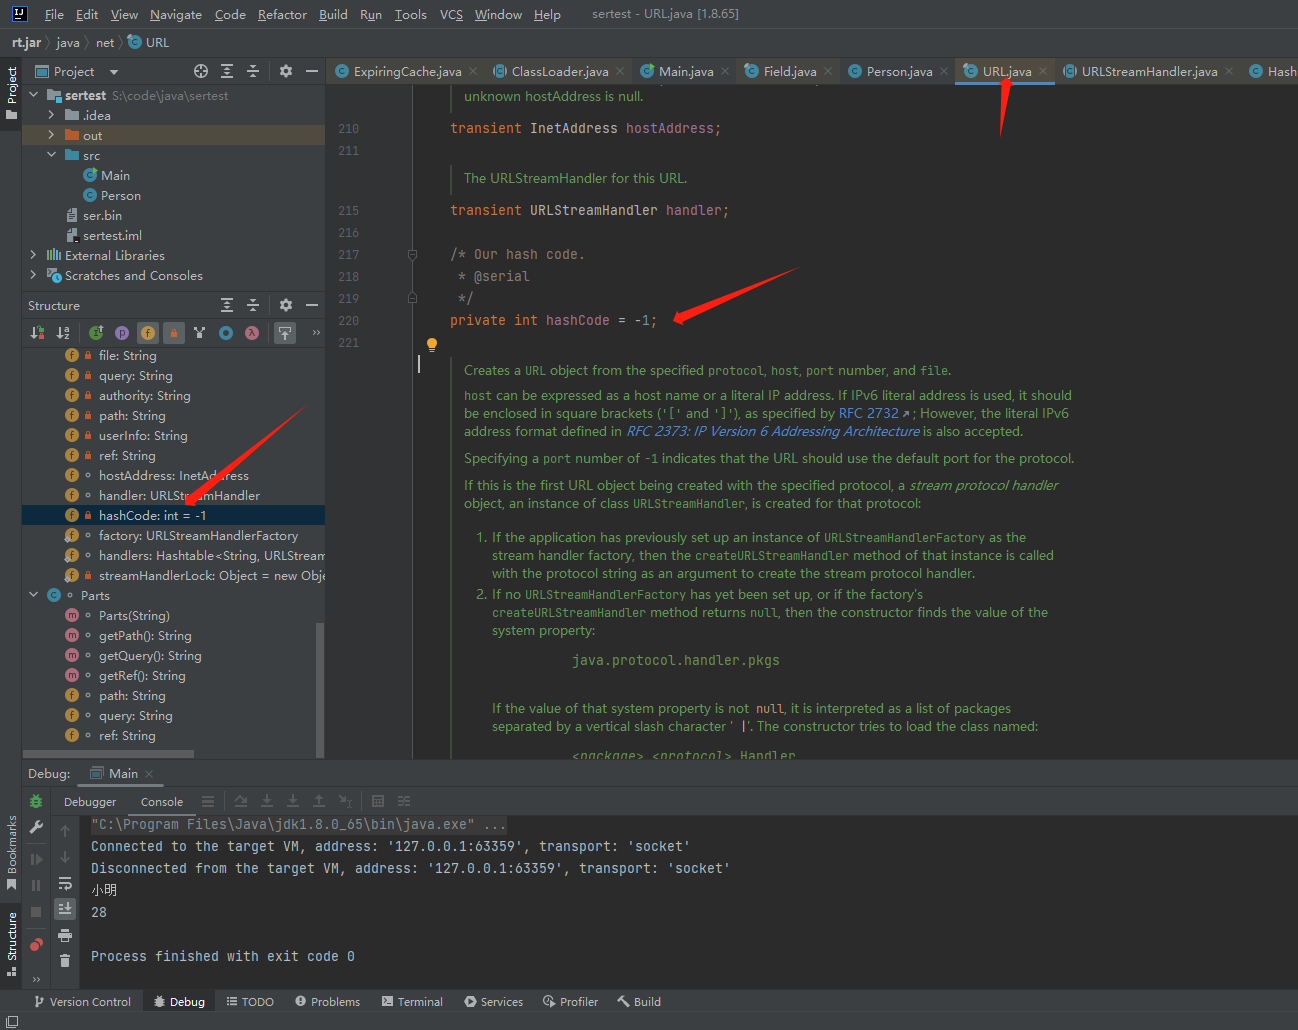 File Edit View Navigate Code Refactor Build Run Tools VCS Window Help sertest - URL.java [1.8.65]
rt.jar java net URL
Project
Project
ExpiringCache.java ClassLoader.java Main.java Field.java Person.java URL.java URLStreamHandler.java Hash
sertest S:\code\java\sertest
.idea
out
src
Main
Person
ser.bin
sertest.iml
External Libraries
Scratches and Consoles
Structure
file: String
query: String
authority: String
path: String
userInfo: String
ref: String
hostAddress: InetAddress
handler: URLStreamHandler
hashCode: int = -1
factory: URLStreamHandlerFactory
handlers: Hashtable<String, URLStream
streamHandlerLock: Object = new Obje
Parts
Parts(String)
getPath(): String
getQuery(): String
getRef(): String
path: String
query: String
ref: String
unknown hostAddress is null.
210 transient InetAddress hostAddress;
211
The URLStreamHandler for this URL.
215 transient URLStreamHandler handler;
216
217 /* Our hash code.
218 * @serial
219 */
220 private int hashCode = -1;
221
Creates a URL object from the specified protocol, host, port number, and file.
host can be expressed as a host name or a literal IP address. If IPv6 literal address is used, it should
be enclosed in square brackets ('[' and ']'), as specified by RFC 2732 ; However, the literal IPv6
address format defined in RFC 2373: IP Version 6 Addressing Architecture is also accepted.
Specifying a port number of -1 indicates that the URL should use the default port for the protocol.
If this is the first URL object being created with the specified protocol, a stream protocol handler
object, an instance of class URLStreamHandler, is created for that protocol:
1. If the application has previously set up an instance of URLStreamHandlerFactory as the
stream handler factory, then the createURLStreamHandler method of that instance is called
with the protocol string as an argument to create the stream protocol handler.
2. If no URLStreamHandlerFactory has yet been set up, or if the factory's
createURLStreamHandler method returns null, then the constructor finds the value of the
system property:
java.protocol.handler.pkgs
If the value of that system property is not null, it is interpreted as a list of packages
separated by a vertical slash character ' |'. The constructor tries to load the class named:
<package>.<protocol>.Handler
Debug: Main
Debugger Console
"C:\Program Files\Java\jdk1.8.0_65\bin\java.exe" ...
Connected to the target VM, address: '127.0.0.1:63359', transport: 'socket'
Disconnected from the target VM, address: '127.0.0.1:63359', transport: 'socket'
小明
28
Process finished with exit code 0
Bookmarks
Structure
Version Control Debug TODO Problems Terminal Services Profiler Build